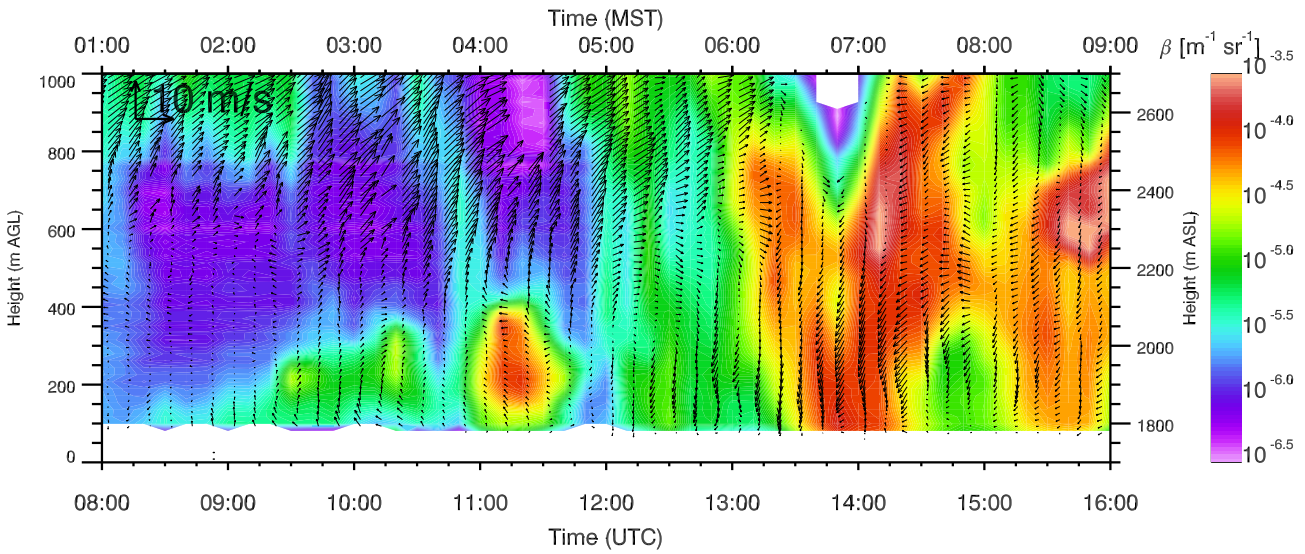 Time (MST)
01:00 02:00 03:00 04:00 05:00 06:00 07:00 08:00 09:00
β [m⁻¹ sr⁻¹]
10 m/s
Height (m AGL)
1000
800
600
400
200
0
2600
2400
2200
2000
1800
Height (m ASL)
10⁻³·⁵
10⁻⁴·⁰
10⁻⁴·⁵
10⁻⁵·⁰
10⁻⁵·⁵
10⁻⁶·⁰
10⁻⁶·⁵
08:00 09:00 10:00 11:00 12:00 13:00 14:00 15:00 16:00
Time (UTC)